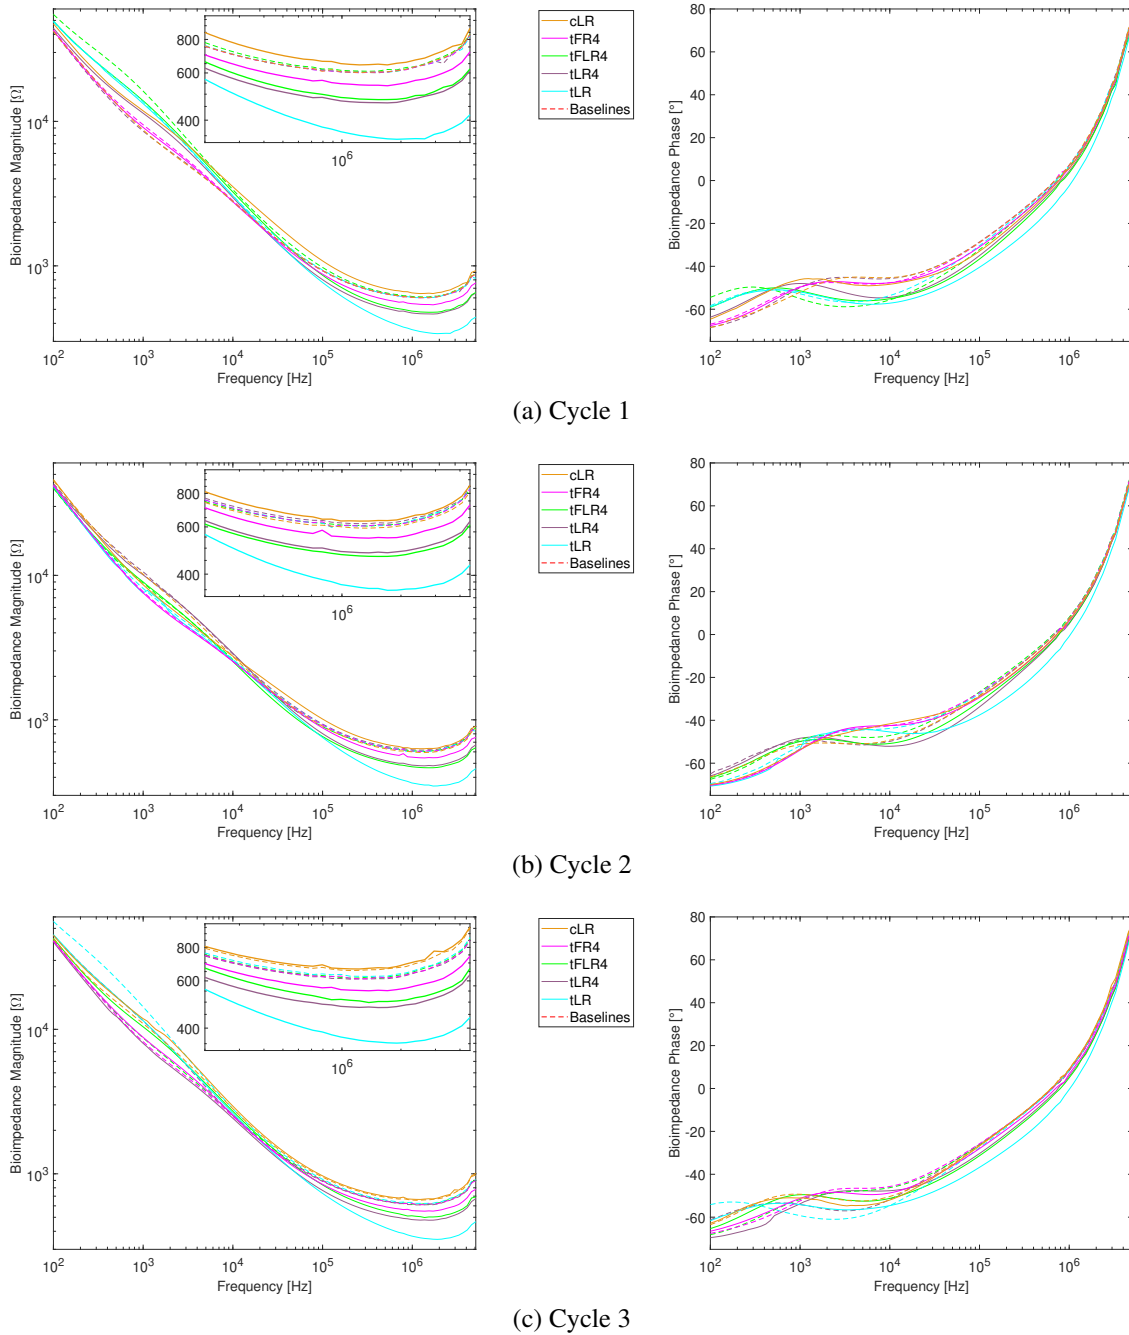 Bioimpedance Magnitude [Ω]
10^4
10^3
10^2 10^3 10^4 10^5 10^6
Frequency [Hz]
800
600
400
10^6
cLR
tFR4
tFLR4
tLR4
tLR
Baselines
Bioimpedance Phase [°]
80
60
40
20
0
-20
-40
-60
10^2 10^3 10^4 10^5 10^6
Frequency [Hz]
(a) Cycle 1
Bioimpedance Magnitude [Ω]
10^4
10^3
10^2 10^3 10^4 10^5 10^6
Frequency [Hz]
800
600
400
10^6
cLR
tFR4
tFLR4
tLR4
tLR
Baselines
Bioimpedance Phase [°]
80
60
40
20
0
-20
-40
-60
10^2 10^3 10^4 10^5 10^6
Frequency [Hz]
(b) Cycle 2
Bioimpedance Magnitude [Ω]
10^4
10^3
10^2 10^3 10^4 10^5 10^6
Frequency [Hz]
800
600
400
10^6
cLR
tFR4
tFLR4
tLR4
tLR
Baselines
Bioimpedance Phase [°]
80
60
40
20
0
-20
-40
-60
10^2 10^3 10^4 10^5 10^6
Frequency [Hz]
(c) Cycle 3